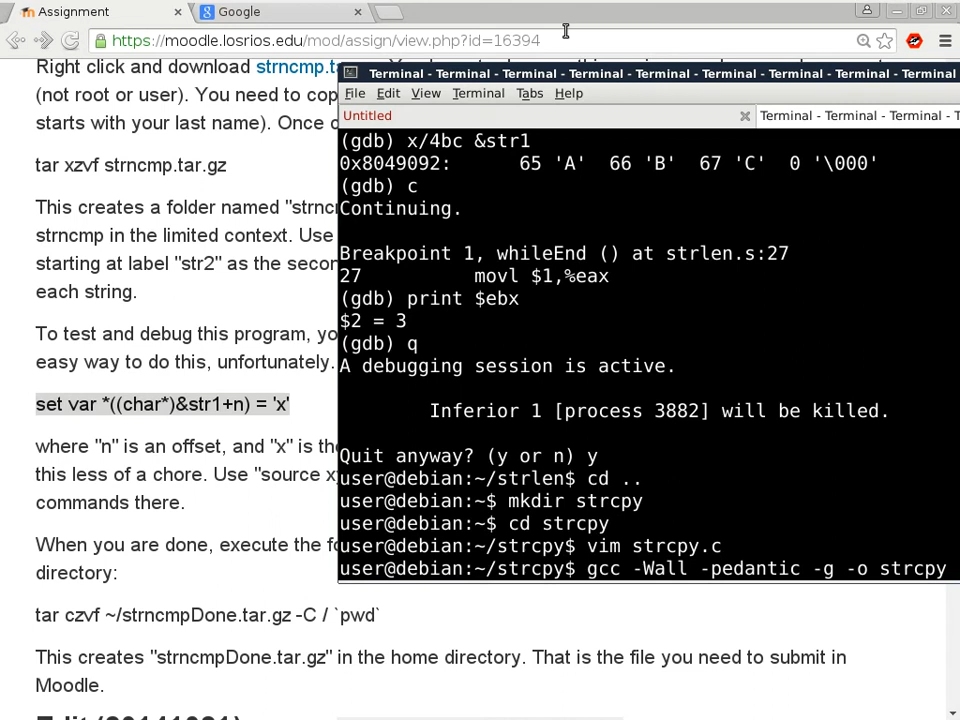 Assignment
Google
https://moodle.losrios.edu/mod/assign/view.php?id=16394
Right click and download strncmp.t
(not root or user). You need to cop
starts with your last name). Once
tar xzvf strncmp.tar.gz
This creates a folder named "strnc
strncmp in the limited context. Use
starting at label "str2" as the secon
each string.
To test and debug this program, yo
easy way to do this, unfortunately.
set var *((char*)&str1+n) = 'x'
where "n" is an offset, and "x" is the
this less of a chore. Use "source x
commands there.
When you are done, execute the fo
directory:
tar czvf ~/strncmpDone.tar.gz -C / `pwd`
This creates "strncmpDone.tar.gz" in the home directory. That is the file you need to submit in
Moodle.
Terminal - Terminal - Terminal - Terminal - Terminal - Terminal - Terminal - Terminal - Terminal
File Edit View Terminal Tabs Help
Untitled
Terminal - Terminal - Terminal - T
(gdb) x/4bc &str1
0x8049092: 65 'A' 66 'B' 67 'C' 0 '\000'
(gdb) c
Continuing.
Breakpoint 1, whileEnd () at strlen.s:27
27 movl $1,%eax
(gdb) print $ebx
$2 = 3
(gdb) q
A debugging session is active.
Inferior 1 [process 3882] will be killed.
Quit anyway? (y or n) y
user@debian:~/strlen$ cd ..
user@debian:~$ mkdir strcpy
user@debian:~$ cd strcpy
user@debian:~/strcpy$ vim strcpy.c
user@debian:~/strcpy$ gcc -Wall -pedantic -g -o strcpy